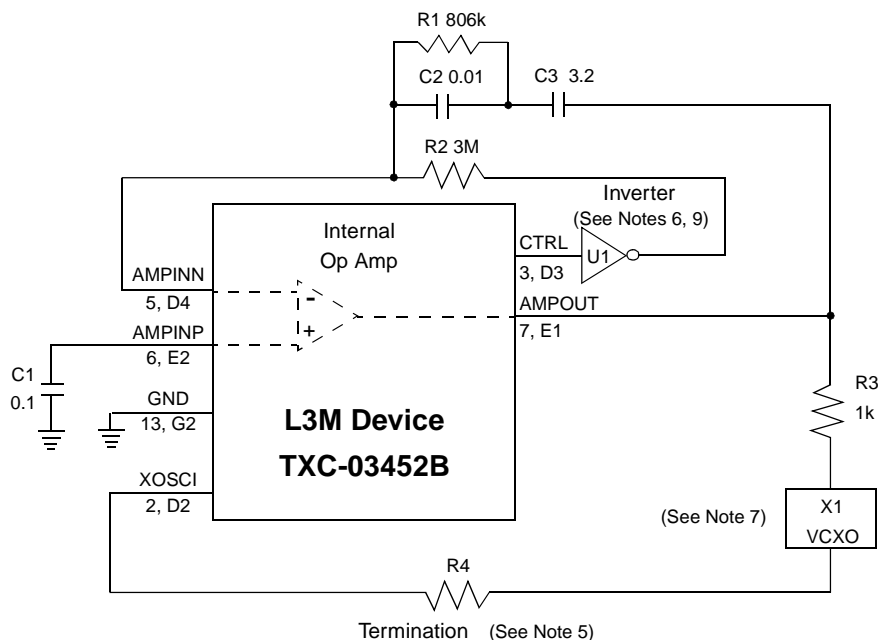 R1 806k
C2 0.01
C3 3.2
R2 3M
Inverter
(See Notes 6, 9)
Internal
Op Amp
CTRL
U1
3, D3
AMPINN
5, D4
-
AMPOUT
7, E1
AMPINP
+
6, E2
C1
0.1
GND
13, G2
R3
1k
L3M Device
TXC-03452B
XOSCI
2, D2
(See Note 7)
X1
VCXO
R4
Termination (See Note 5)